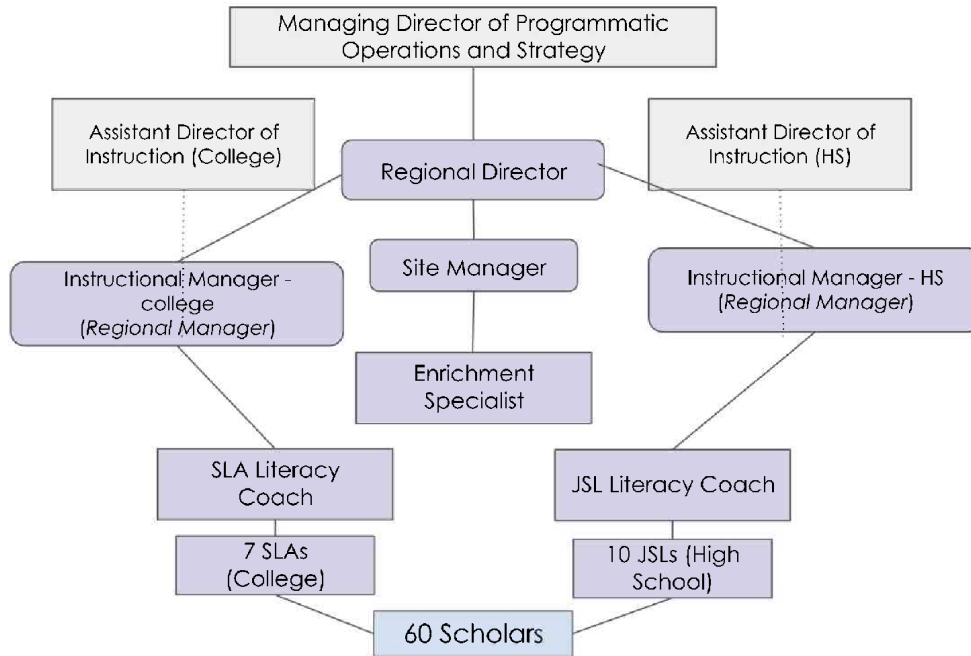 Managing Director of Programmatic
Operations and Strategy
Assistant Director of
Instruction (College)
Assistant Director of
Instruction (HS)
Regional Director
Instructional Manager -
college
(Regional Manager)
Site Manager
Instructional Manager - HS
(Regional Manager)
Enrichment
Specialist
SLA Literacy
Coach
JSL Literacy Coach
7 SLAs
(College)
10 JSLs (High
School)
60 Scholars